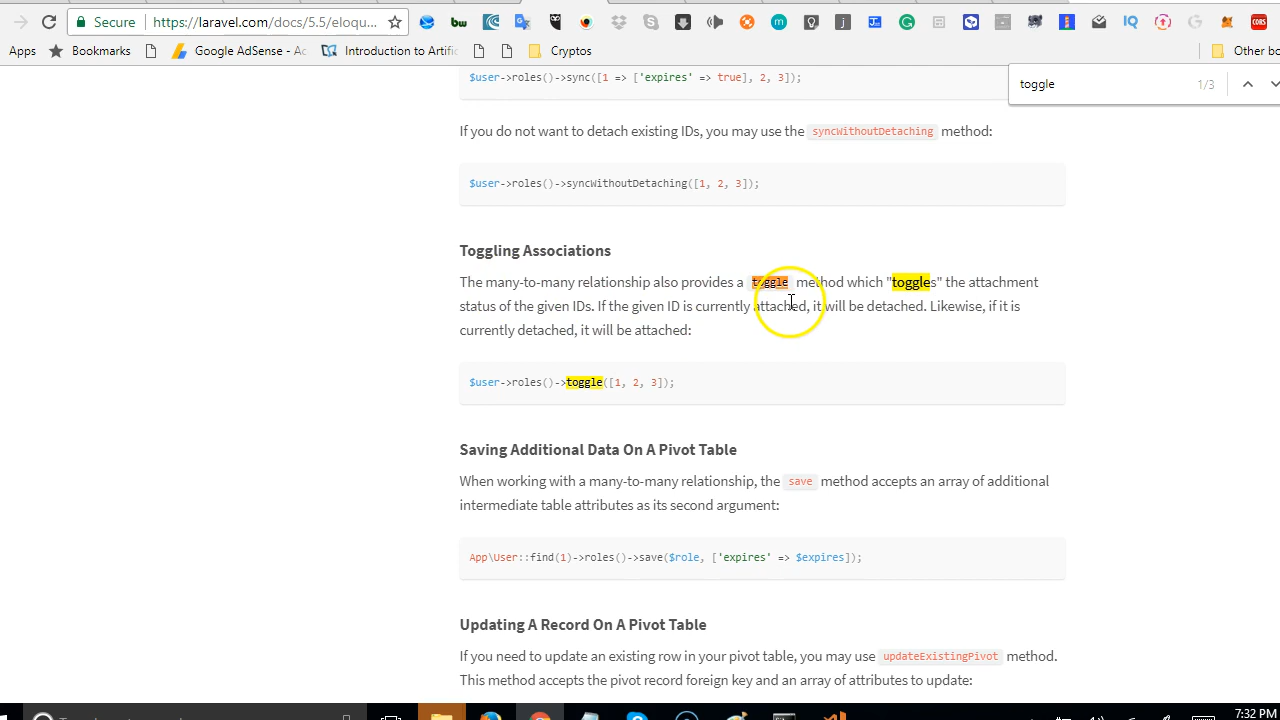 Secure https://laravel.com/docs/5.5/eloqu...
Apps Bookmarks Google AdSense - Ac Introduction to Artific Cryptos Other bo
toggle 1/3
$user->roles()->sync([1 => ['expires' => true], 2, 3]);
If you do not want to detach existing IDs, you may use the syncWithoutDetaching method:
$user->roles()->syncWithoutDetaching([1, 2, 3]);
Toggling Associations
The many-to-many relationship also provides a toggle method which "toggles" the attachment
status of the given IDs. If the given ID is currently attached, it will be detached. Likewise, if it is
currently detached, it will be attached:
$user->roles()->toggle([1, 2, 3]);
Saving Additional Data On A Pivot Table
When working with a many-to-many relationship, the save method accepts an array of additional
intermediate table attributes as its second argument:
App\User::find(1)->roles()->save($role, ['expires' => $expires]);
Updating A Record On A Pivot Table
If you need to update an existing row in your pivot table, you may use updateExistingPivot method.
This method accepts the pivot record foreign key and an array of attributes to update:
7:32 PM